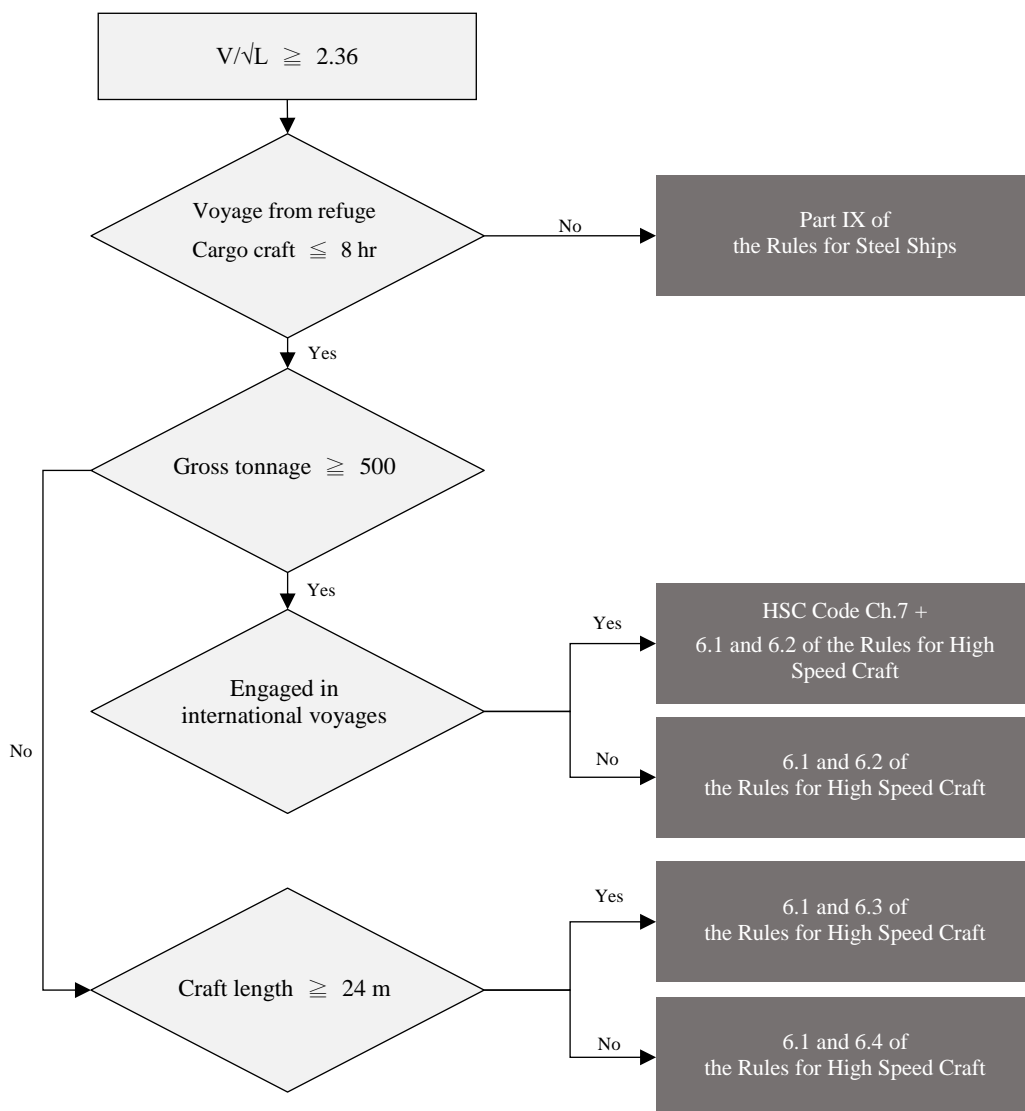 V/√L ≧ 2.36
Voyage from refuge
Cargo craft ≦ 8 hr
No
Part IX of
the Rules for Steel Ships
Yes
Gross tonnage ≧ 500
Yes
HSC Code Ch.7 +
6.1 and 6.2 of the Rules for High
Speed Craft
Yes
Engaged in
international voyages
No
No
6.1 and 6.2 of
the Rules for High Speed Craft
Yes
6.1 and 6.3 of
the Rules for High Speed Craft
Craft length ≧ 24 m
No
6.1 and 6.4 of
the Rules for High Speed Craft